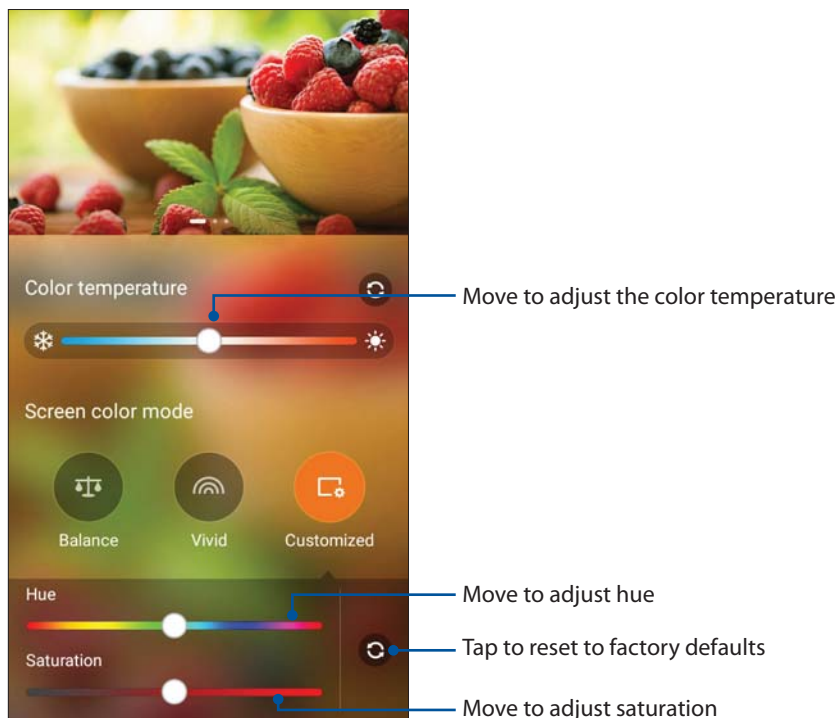 Color temperature
Move to adjust the color temperature
Screen color mode
Balance
Vivid
Customized
Hue
Move to adjust hue
Tap to reset to factory defaults
Saturation
Move to adjust saturation